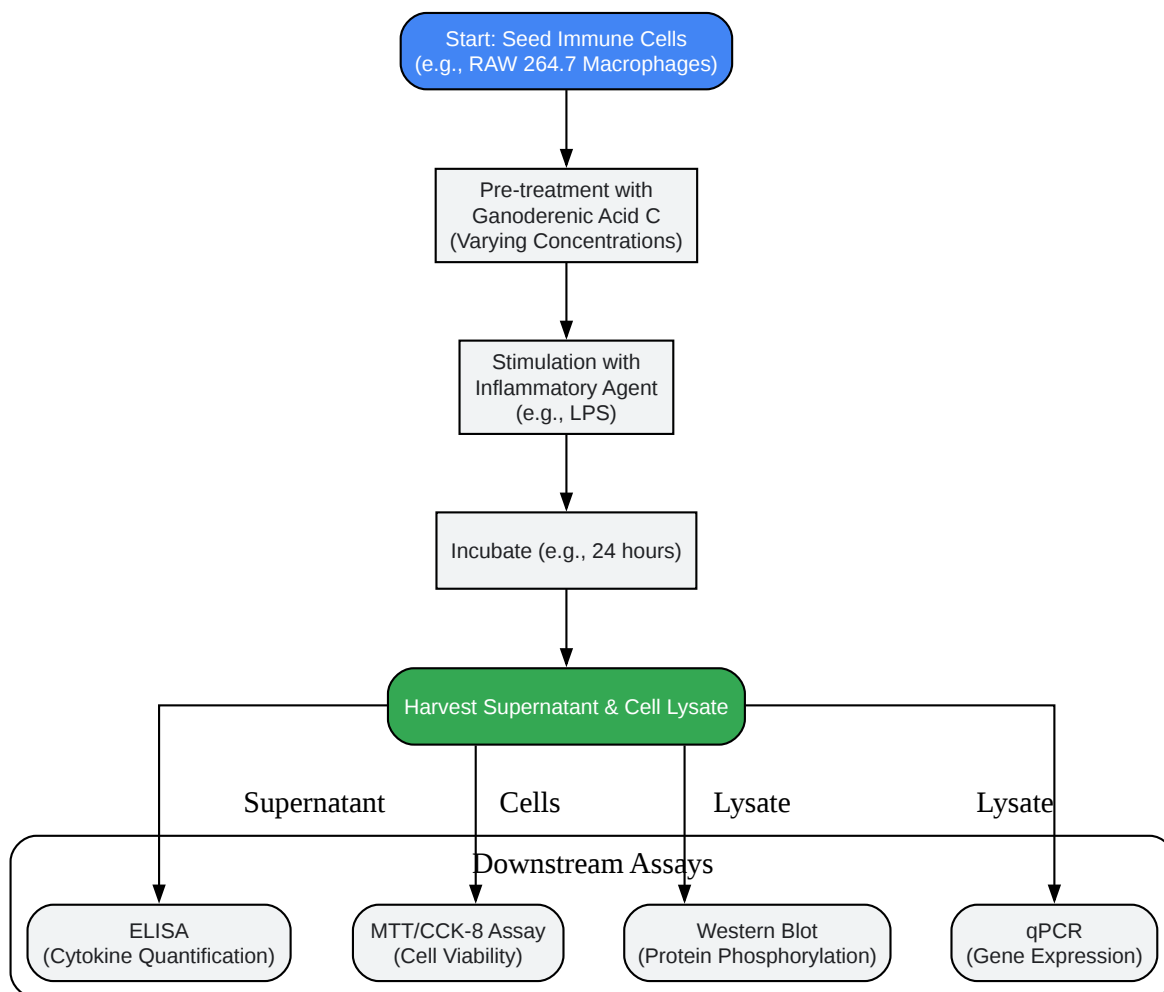 Start: Seed Immune Cells
(e.g., RAW 264.7 Macrophages)
Pre-treatment with
Ganoderenic Acid C
(Varying Concentrations)
Stimulation with
Inflammatory Agent
(e.g., LPS)
Incubate (e.g., 24 hours)
Harvest Supernatant & Cell Lysate
Supernatant
Cells
Lysate
Lysate
Downstream Assays
ELISA
(Cytokine Quantification)
MTT/CCK-8 Assay
(Cell Viability)
Western Blot
(Protein Phosphorylation)
qPCR
(Gene Expression)